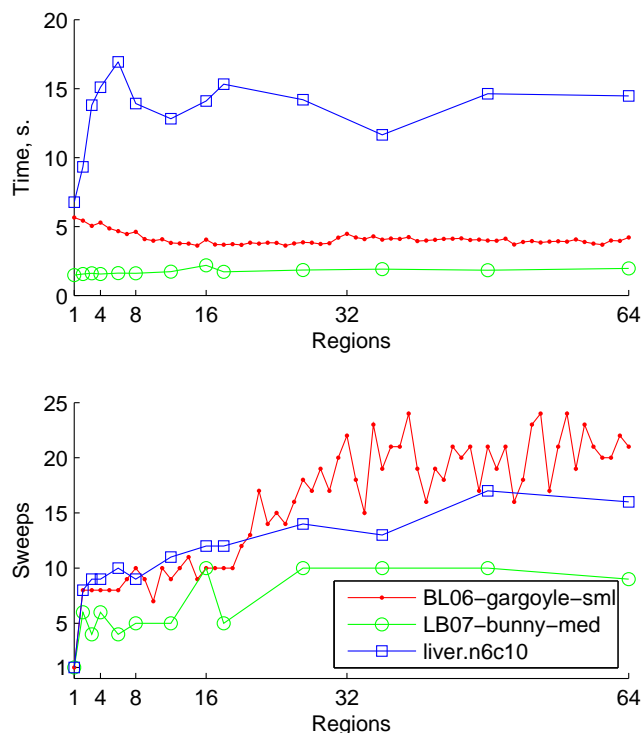 20
15
10
5
0
Time, s.
1 4 8 16 32 64
Regions
25
20
15
10
5
1
0
Sweeps
BL06-gargoyle-sml
LB07-bunny-med
liver.n6c10
1 4 8 16 32 64
Regions